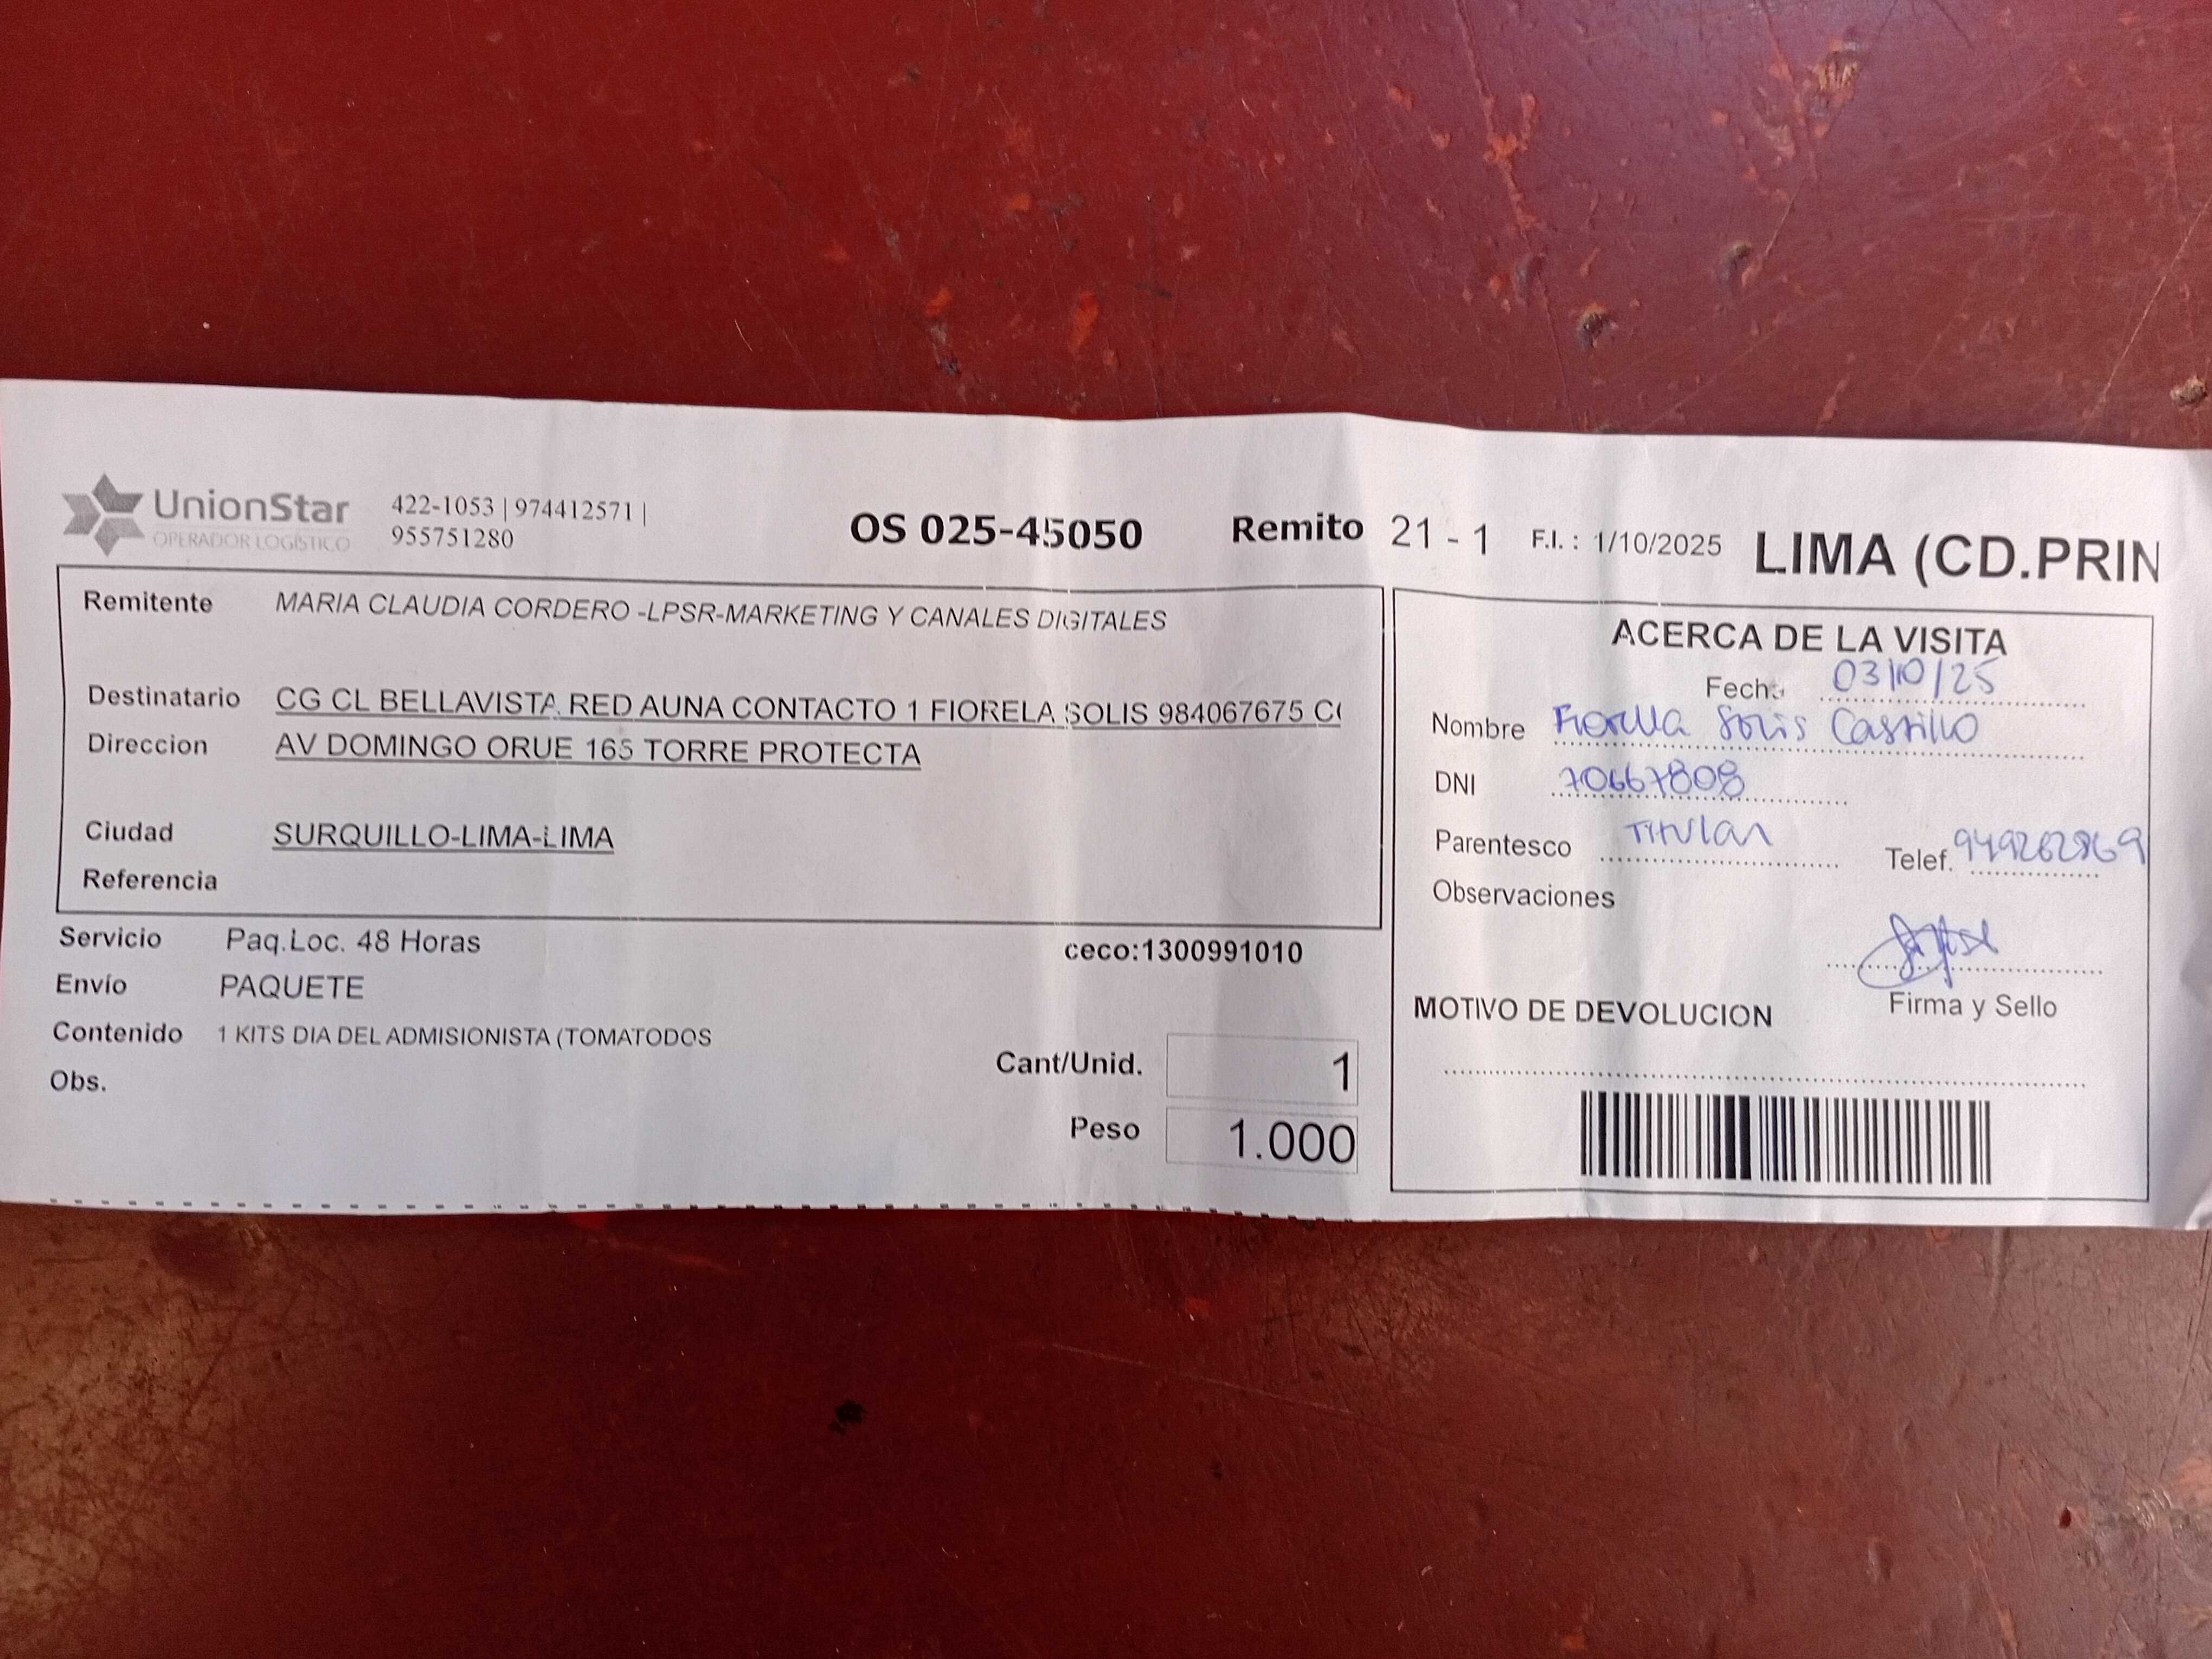 UnionStar
OPERADOR LOGÍSTICO
422-1053 | 974412571 |
955751280
OS 025-45050
Remito 21 - 1
F.I. : 1/10/2025
LIMA (CD.PRIN
Remitente MARIA CLAUDIA CORDERO -LPSR-MARKETING Y CANALES DIGITALES
Destinatario CG CL BELLAVISTA RED AUNA CONTACTO 1 FIORELA SOLIS 984067675 C
Direccion AV DOMINGO ORUE 165 TORRE PROTECTA
Ciudad SURQUILLO-LIMA-LIMA
Referencia
Servicio Paq.Loc. 48 Horas
ceco:1300991010
Envío PAQUETE
Contenido 1 KITS DIA DEL ADMISIONISTA (TOMATODOS
Obs.
Cant/Unid. 1
Peso 1.000
ACERCA DE LA VISITA
Fecha 03/10/25
Nombre Fiorella Solis Castillo
DNI 70667808
Parentesco Titular
Telef. 949262869
Observaciones
Firma y Sello
MOTIVO DE DEVOLUCION